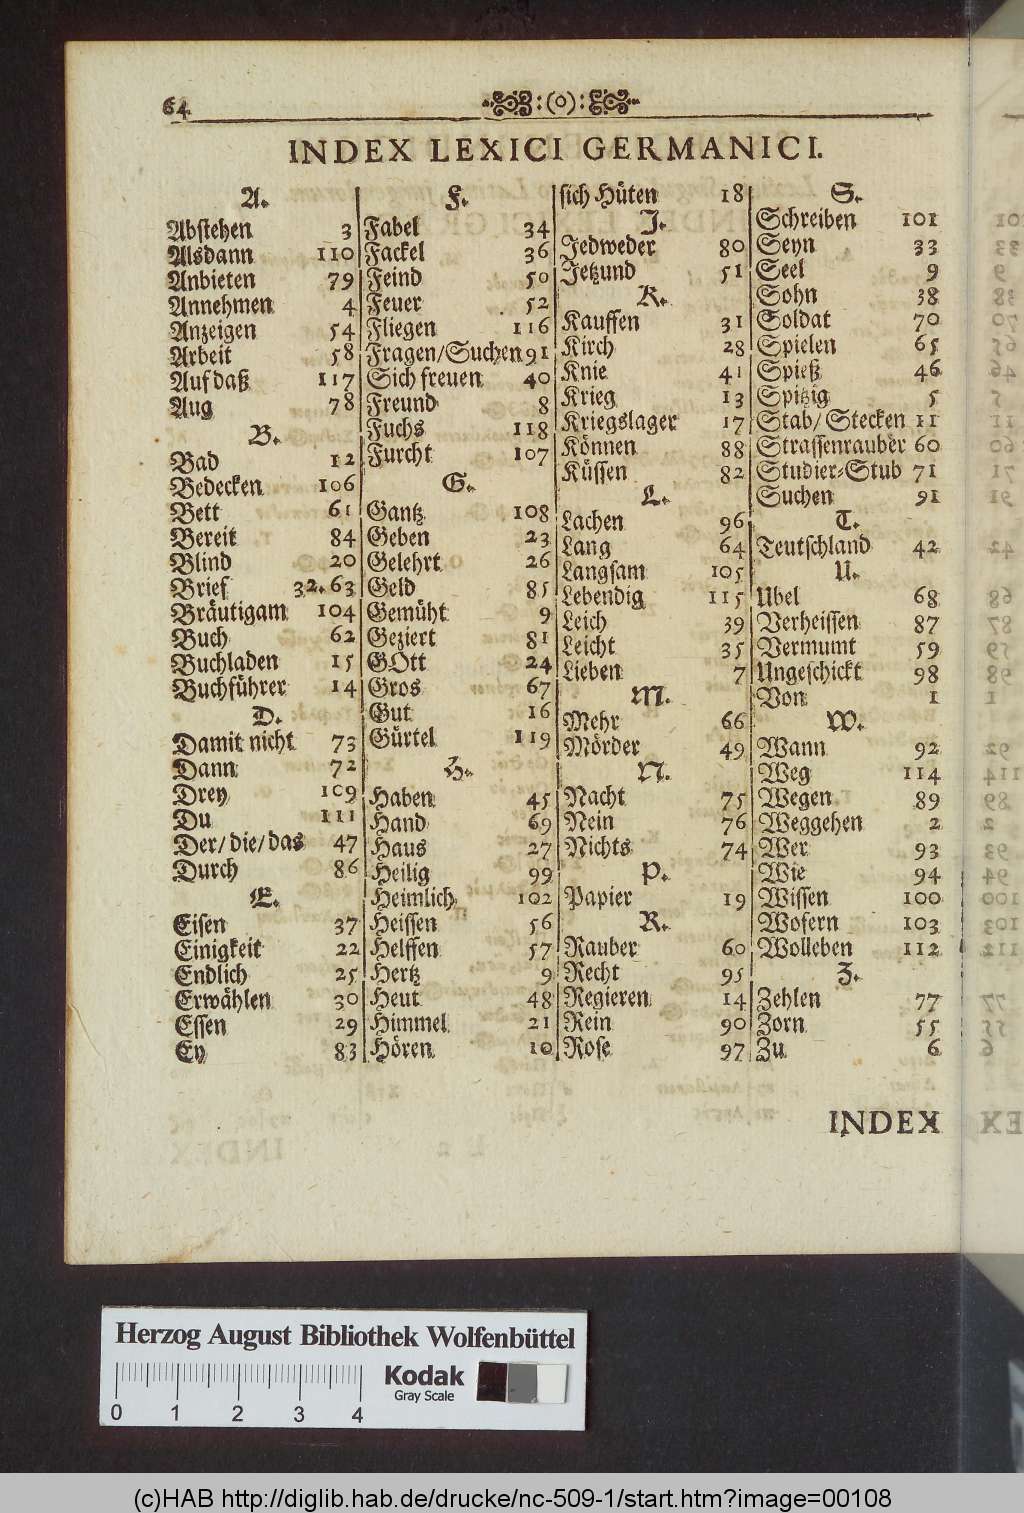 64 :(o):
INDEX LEXICI GERMANICI.
A.
Abstehen 3
Alsdann 110
Anbieten 79
Annehmen 4
Anzeigen 54
Arbeit 58
Auf daß 117
Aug 78
B.
Bad 12
Bedecken 106
Bett 61
Bereit 84
Blind 20
Brief 32. 63
Bräutigam 104
Buch 62
Buchladen 15
Buchführer 14
D.
Damit nicht 73
Dann 72
Drey 109
Du 111
Der/ die/ das 47
Durch 86
E.
Eisen 37
Einigkeit 22
Endlich 25
Erwählen 30
Essen 29
Ey 83
F.
Fabel 34
Fackel 36
Feind 50
Feuer 52
Fliegen 116
Fragen/Suchen 91
Sich freuen 40
Freund 8
Fuchs 118
Furcht 107
G.
Gantz 108
Geben 23
Gelehrt 26
Geld 85
Gemüht 9
Geziert 81
GOtt 24
Gros 67
Gut 16
Gürtel 119
H.
Haben 45
Hand 69
Haus 27
Heilig 99
Heimlich 102
Heissen 56
Helffen 57
Hertz 9
Heut 48
Himmel 21
Hören 10
sich Hüten 18
J.
Jedweder 80
Jetzund 51
K.
Kauffen 31
Kirch 28
Knie 41
Krieg 13
Kriegslager 17
Können 88
Küssen 82
L.
Lachen 96
Lang 64
Langsam 105
Lebendig 115
Leich 39
Leicht 35
Lieben 7
M.
Mehr 66
Mörder 49
N.
Nacht 75
Nein 76
Nichts 74
P.
Papier 19
R.
Rauber 60
Recht 95
Regieren 14
Rein 90
Rose 97
S.
Schreiben 101
Seyn 33
Seel 9
Sohn 38
Soldat 70
Spielen 65
Spieß 46
Spitzig 5
Stab/ Stecken 11
Strassenrauber 60
Studier-Stub 71
Suchen 91
T.
Teutschland 42
U.
Ubel 68
Verheissen 87
Vermumt 59
Ungeschickt 98
Von 1
W.
Wann 92
Weg 114
Wegen 89
Weggehen 2
Wer 93
Wie 94
Wissen 100
Wofern 103
Wolleben 112
Z.
Zehlen 77
Zorn 55
Zu 6
INDEX
Herzog August Bibliothek Wolfenbüttel
Kodak
Gray Scale
0 1 2 3 4
(c)HAB http://diglib.hab.de/drucke/nc-509-1/start.htm?image=00108